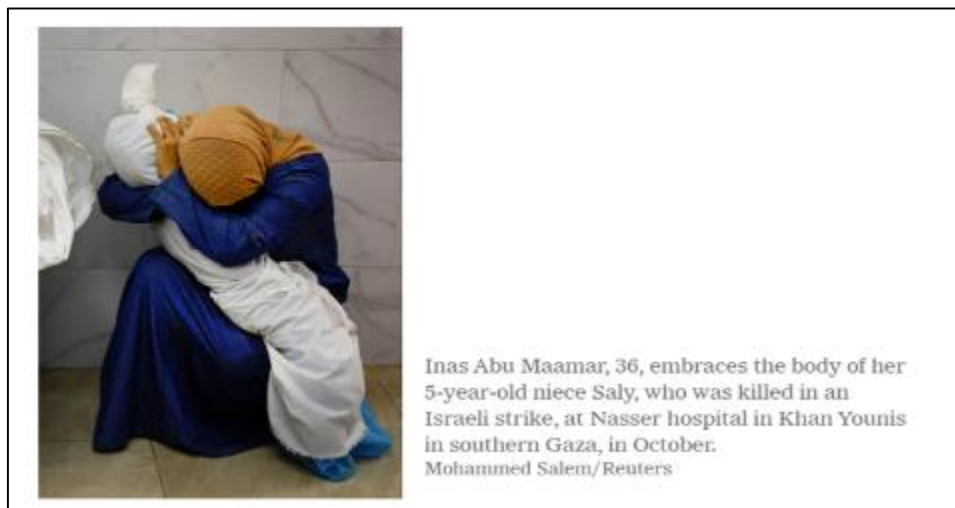 Inas Abu Maamar, 36, embraces the body of her
5-year-old niece Saly, who was killed in an
Israeli strike, at Nasser hospital in Khan Younis
in southern Gaza, in October.
Mohammed Salem/Reuters